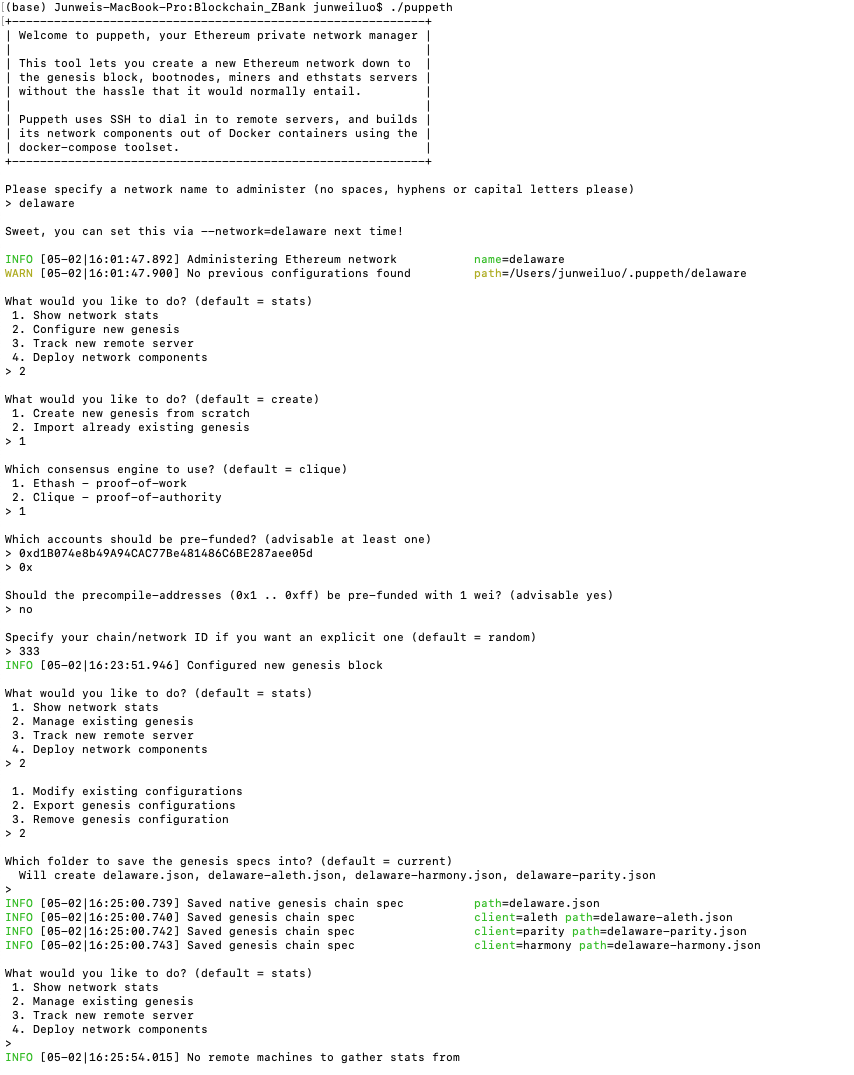 (base) Junweis-MacBook-Pro:Blockchain_ZBank junweiluo$ ./puppeth
+-----------------------------------------------------------+
| Welcome to puppeth, your Ethereum private network manager |
|                                                           |
| This tool lets you create a new Ethereum network down to  |
| the genesis block, bootnodes, miners and ethstats servers |
| without the hassle that it would normally entail.         |
|                                                           |
| Puppeth uses SSH to dial in to remote servers, and builds |
| its network components out of Docker containers using the |
| docker-compose toolset.                                   |
+-----------------------------------------------------------+
Please specify a network name to administer (no spaces, hyphens or capital letters please)
> delaware
Sweet, you can set this via --network=delaware next time!
INFO [05-02|16:01:47.892] Administering Ethereum network           name=delaware
WARN [05-02|16:01:47.900] No previous configurations found         path=/Users/junweiluo/.puppeth/delaware
What would you like to do? (default = stats)
 1. Show network stats
 2. Configure new genesis
 3. Track new remote server
 4. Deploy network components
> 2
What would you like to do? (default = create)
 1. Create new genesis from scratch
 2. Import already existing genesis
> 1
Which consensus engine to use? (default = clique)
 1. Ethash - proof-of-work
 2. Clique - proof-of-authority
> 1
Which accounts should be pre-funded? (advisable at least one)
> 0xd1B074e8b49A94CAC77Be481486C6BE287aee05d
> 0x
Should the precompile-addresses (0x1 .. 0xff) be pre-funded with 1 wei? (advisable yes)
> no
Specify your chain/network ID if you want an explicit one (default = random)
> 333
INFO [05-02|16:23:51.946] Configured new genesis block
What would you like to do? (default = stats)
 1. Show network stats
 2. Manage existing genesis
 3. Track new remote server
 4. Deploy network components
> 2
 1. Modify existing configurations
 2. Export genesis configurations
 3. Remove genesis configuration
> 2
Which folder to save the genesis specs into? (default = current)
  Will create delaware.json, delaware-aleth.json, delaware-harmony.json, delaware-parity.json
>
INFO [05-02|16:25:00.739] Saved native genesis chain spec          path=delaware.json
INFO [05-02|16:25:00.740] Saved genesis chain spec                 client=aleth path=delaware-aleth.json
INFO [05-02|16:25:00.742] Saved genesis chain spec                 client=parity path=delaware-parity.json
INFO [05-02|16:25:00.743] Saved genesis chain spec                 client=harmony path=delaware-harmony.json
What would you like to do? (default = stats)
 1. Show network stats
 2. Manage existing genesis
 3. Track new remote server
 4. Deploy network components
>
INFO [05-02|16:25:54.015] No remote machines to gather stats from